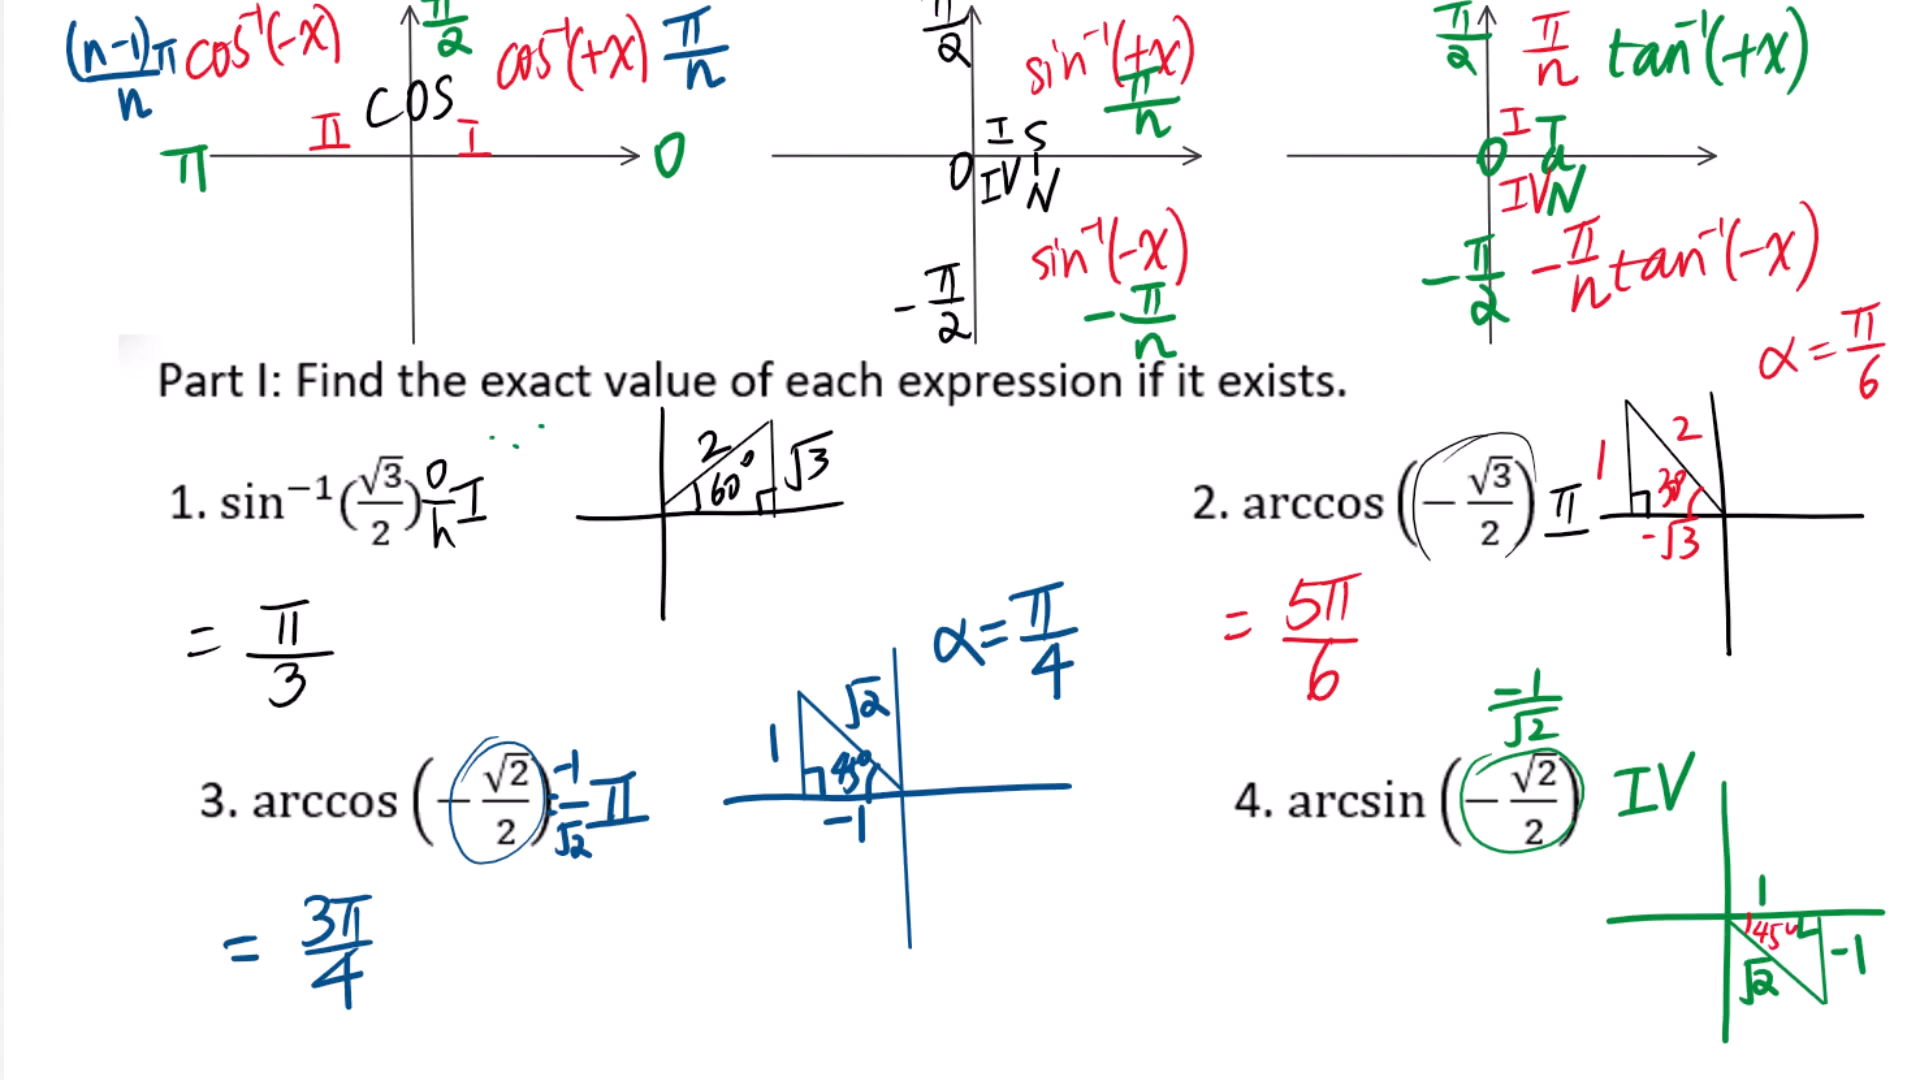 (n-1)π/n cos⁻¹(-x) π/2 cos⁻¹(+x) π/n
COS
II I
π 0
π/2 sin⁻¹(+x) π/n
I S
0 IV IN
sin⁻¹(-x)
-π/2 -π/n
π/2 π/n tan⁻¹(+x)
I T
0 a
IV N
-π/2 -π/n tan⁻¹(-x)
α = π/6
Part I: Find the exact value of each expression if it exists.
1. sin⁻¹(√3/2) o/h I
2 60° √3
= π/3
2. arccos (-√3/2) II
1 2 30° -√3
= 5π/6
3. arccos (-√2/2) = -1/√2 II
1 √2 45° -1
α = π/4
= 3π/4
-1/√2
4. arcsin (-√2/2) IV
1 45° -1 √2